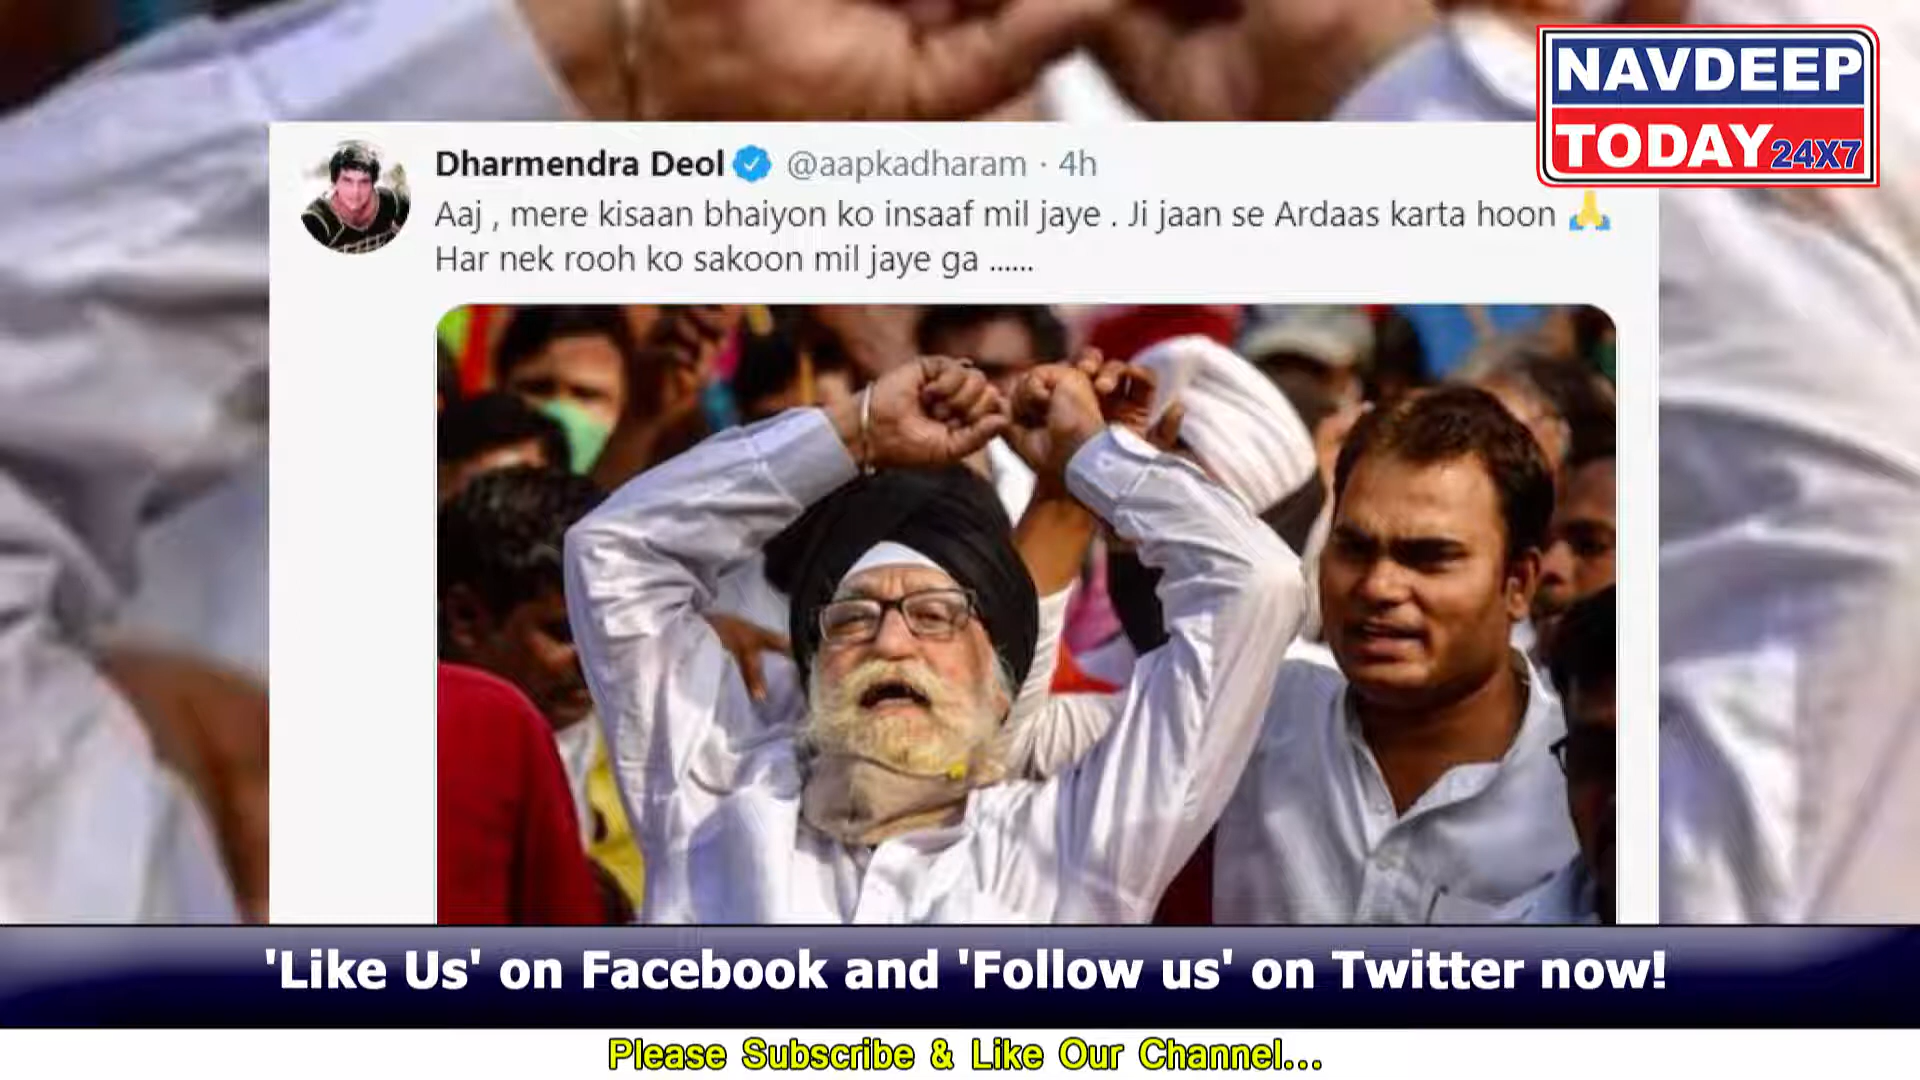 NAVDEEP
TODAY 24X7
Dharmendra Deol @aapkadharam · 4h
Aaj , mere kisaan bhaiyon ko insaaf mil jaye . Ji jaan se Ardaas karta hoon 🙏
Har nek rooh ko sakoon mil jaye ga ......
'Like Us' on Facebook and 'Follow us' on Twitter now!
Please Subscribe & Like Our Channel...